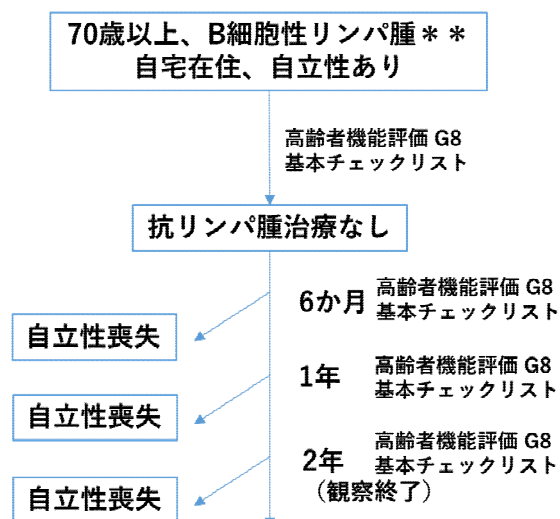 70歳以上、B細胞性リンパ腫＊＊
自宅在住、自立性あり
高齢者機能評価 G8
基本チェックリスト
抗リンパ腫治療なし
6か月
高齢者機能評価 G8
基本チェックリスト
自立性喪失
1年
高齢者機能評価 G8
基本チェックリスト
自立性喪失
2年
（観察終了）
高齢者機能評価 G8
基本チェックリスト
自立性喪失